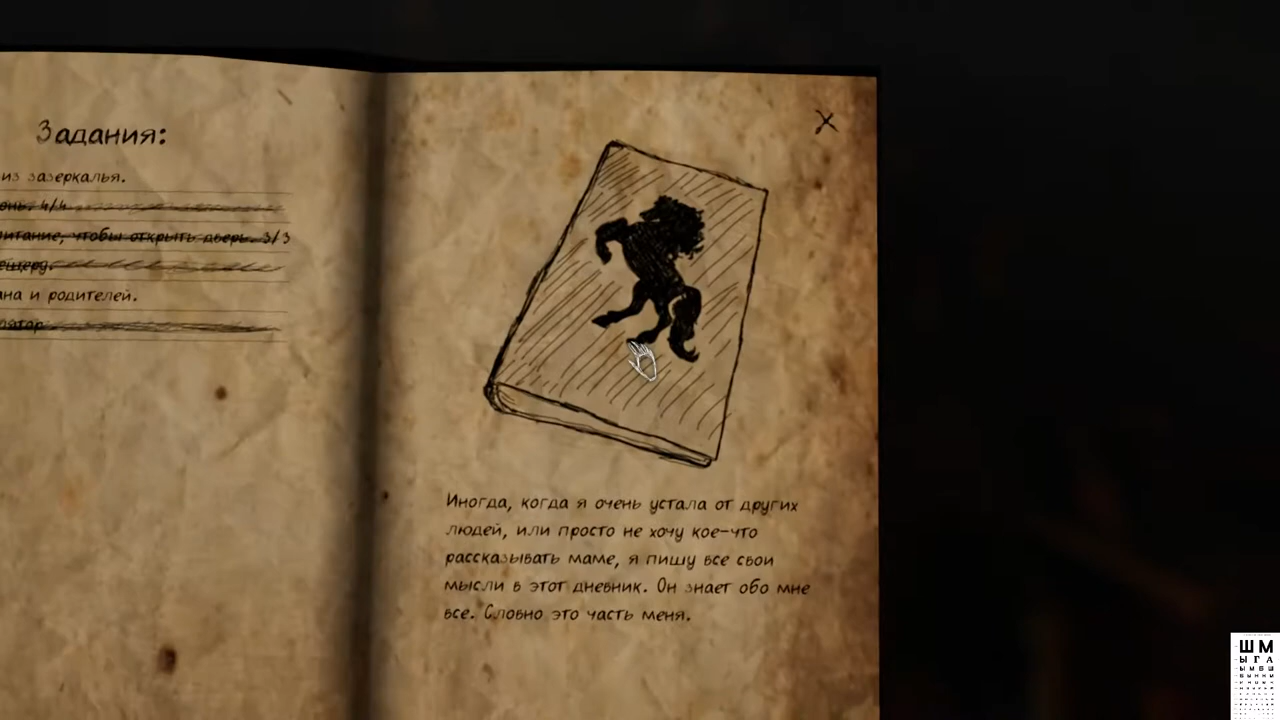 Задания:
из зазеркалья.
4/4
питание, чтобы открыть дверь. 3/3
и родителей.
Иногда, когда я очень устала от других
людей, или просто не хочу кое-что
рассказывать маме, я пишу все свои
мысли в этот дневник. Он знает обо мне
все. Словно это часть меня.
Ш М